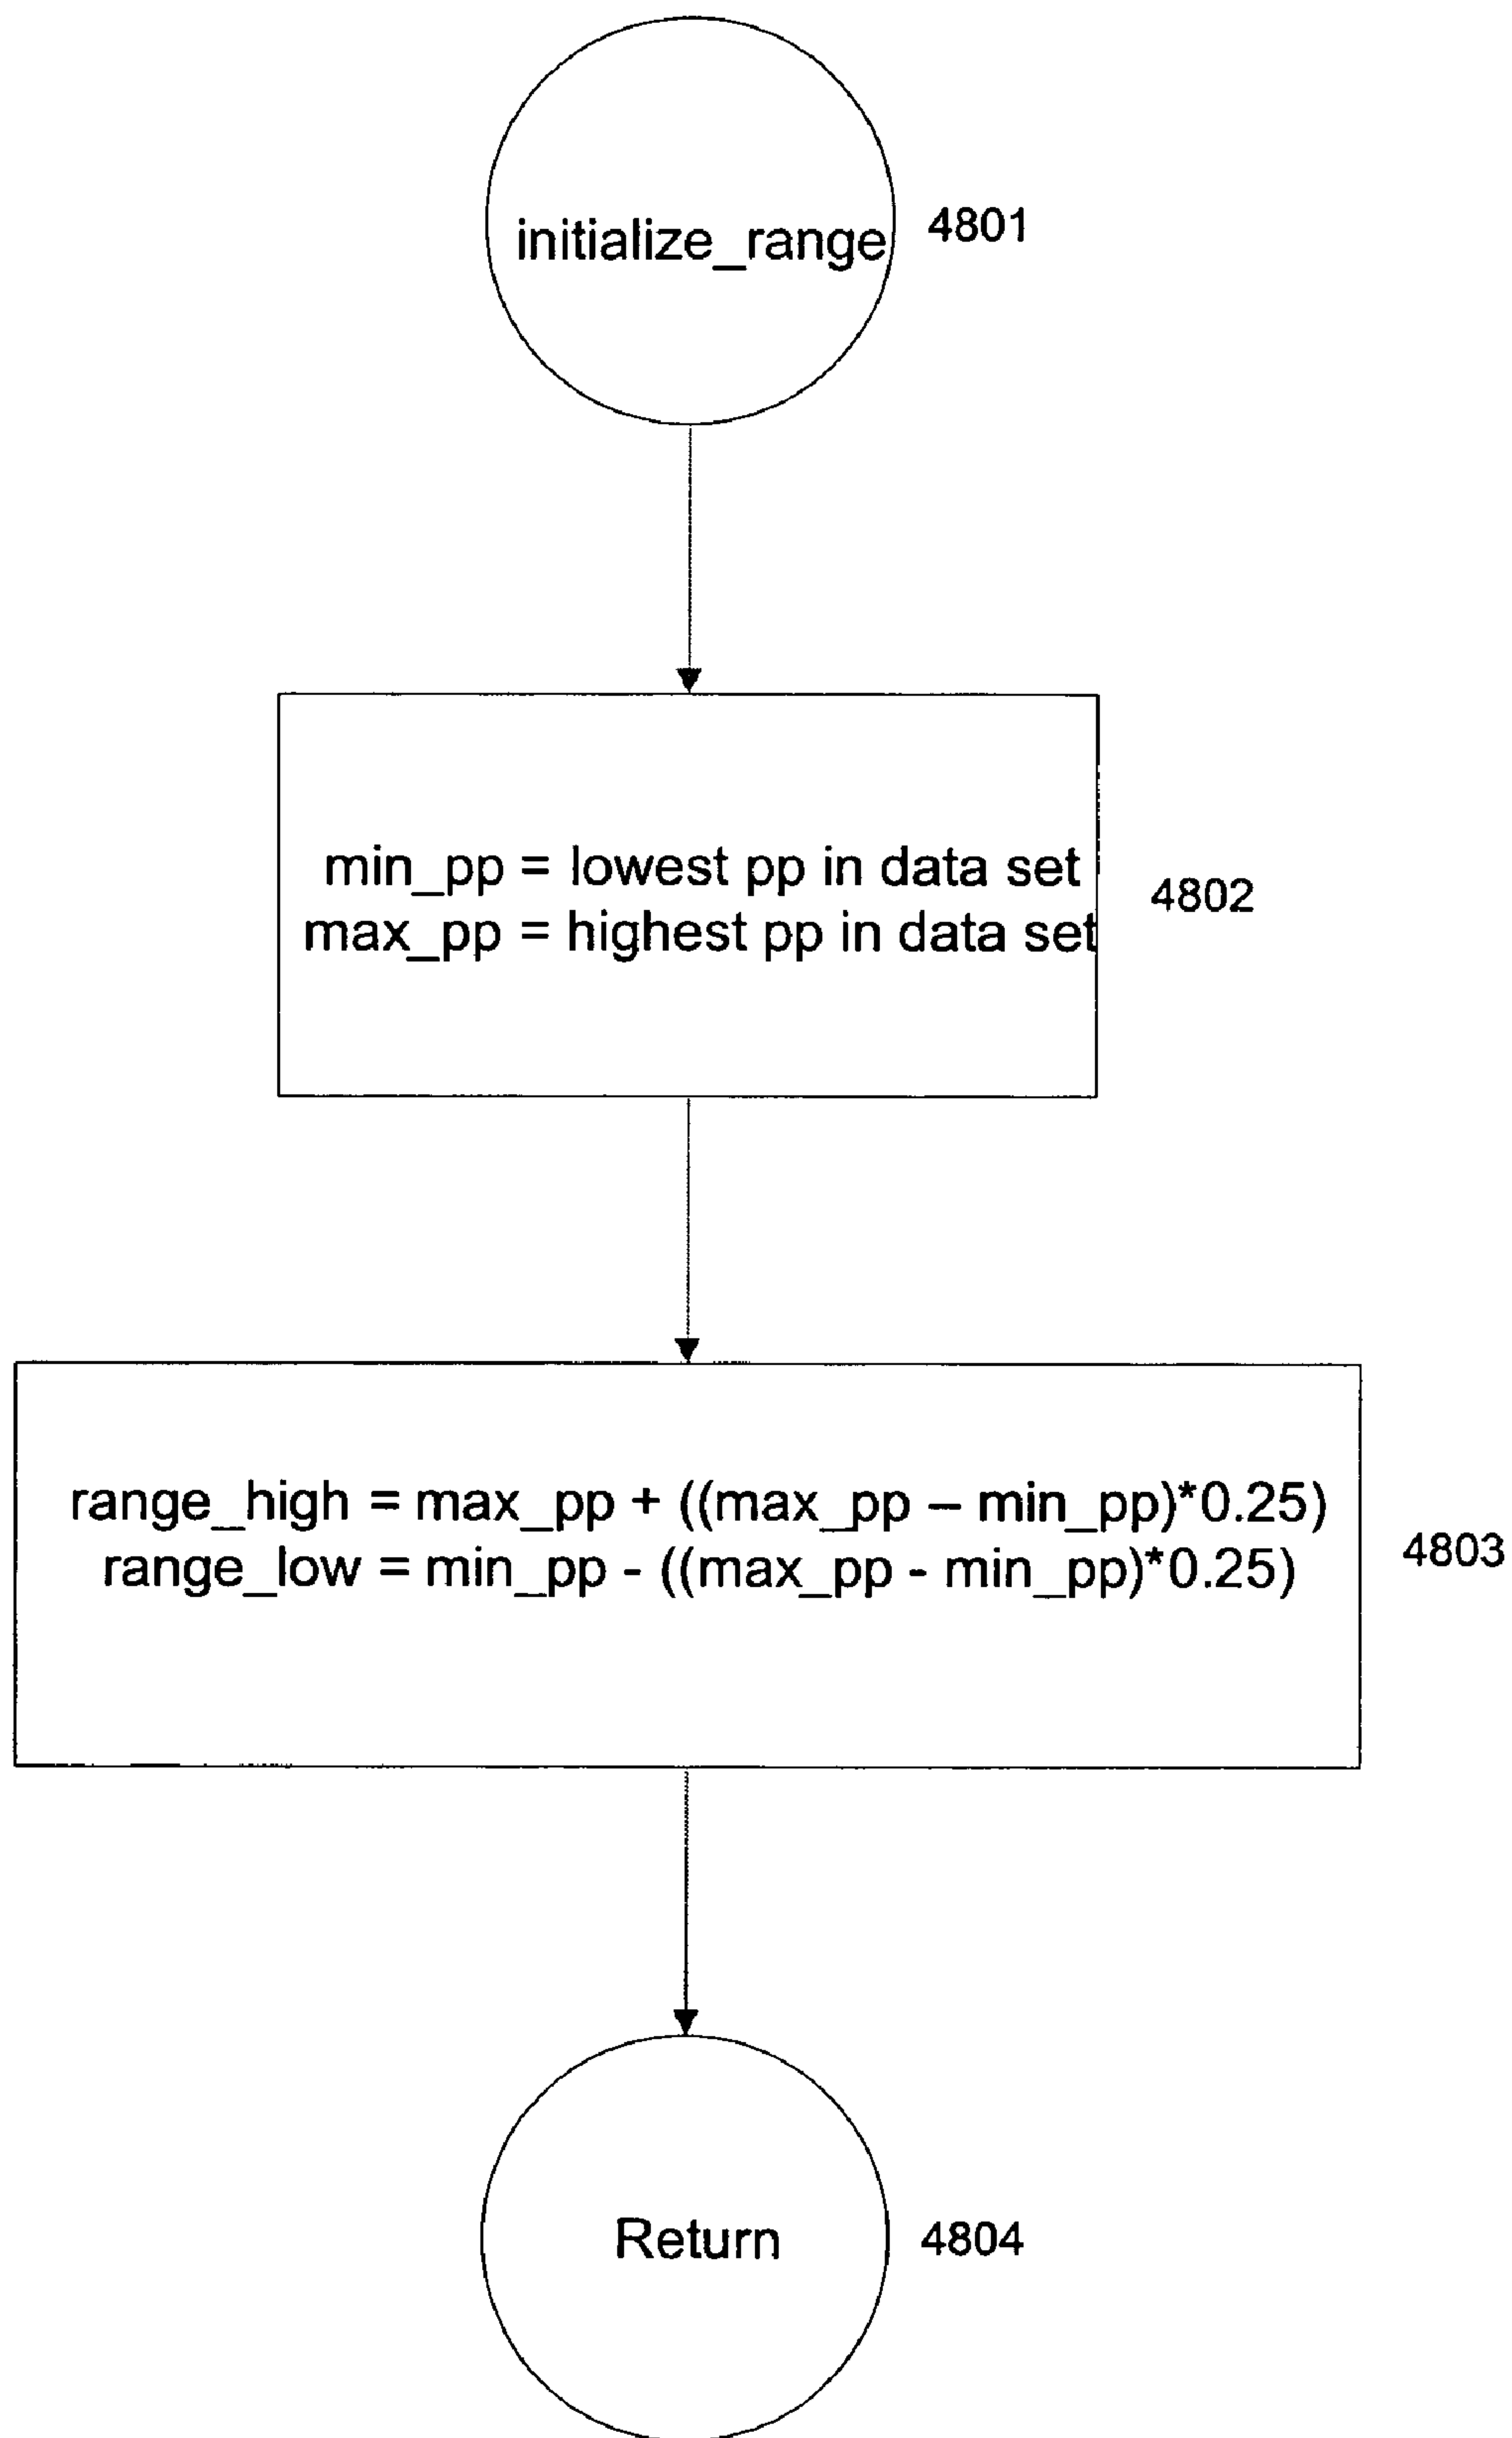 initialize_range
4801
min_pp = lowest pp in data set
max_pp = highest pp in data set
4802
range_high = max_pp + ((max_pp – min_pp)*0.25)
range_low = min_pp - ((max_pp - min_pp)*0.25)
4803
Return
4804